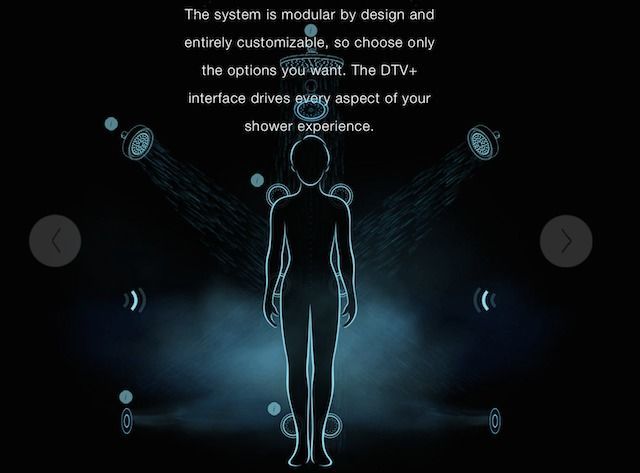 The system is modular by design and
entirely customizable, so choose only
the options you want. The DTV+
interface drives every aspect of your
shower experience.